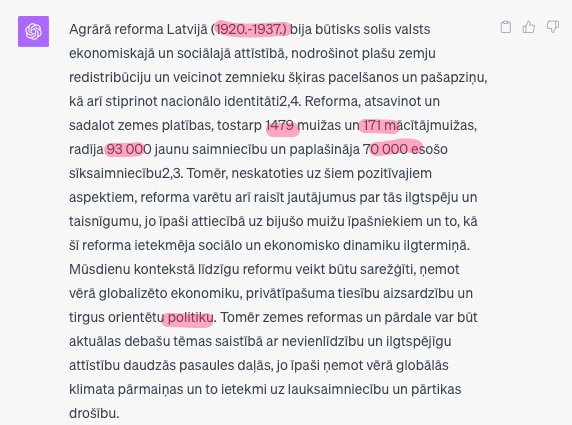 Agrārā reforma Latvijā (1920.-1937.) bija būtisks solis valsts
ekonomiskajā un sociālajā attīstībā, nodrošinot plašu zemju
redistribūciju un veicinot zemnieku šķiras pacelšanos un pašapziņu,
kā arī stiprinot nacionālo identitāti2,4. Reforma, atsavinot un
sadalot zemes platības, tostarp 1479 muižas un 171 mācītājmuižas,
radīja 93 000 jaunu saimniecību un paplašināja 70 000 esošo
sīksaimniecību2,3. Tomēr, neskatoties uz šiem pozitīvajiem
aspektiem, reforma varētu arī raisīt jautājumus par tās ilgtspēju un
taisnīgumu, jo īpaši attiecībā uz bijušo muižu īpašniekiem un to, kā
šī reforma ietekmēja sociālo un ekonomisko dinamiku ilgtermiņā.
Mūsdienu kontekstā līdzīgu reformu veikt būtu sarežģīti, ņemot
vērā globalizēto ekonomiku, privātīpašuma tiesību aizsardzību un
tirgus orientētu politiku. Tomēr zemes reformas un pārdale var būt
aktuālas debašu tēmas saistībā ar nevienlīdzību un ilgtspējīgu
attīstību daudzās pasaules daļās, jo īpaši ņemot vērā globālās
klimata pārmaiņas un to ietekmi uz lauksaimniecību un pārtikas
drošību.